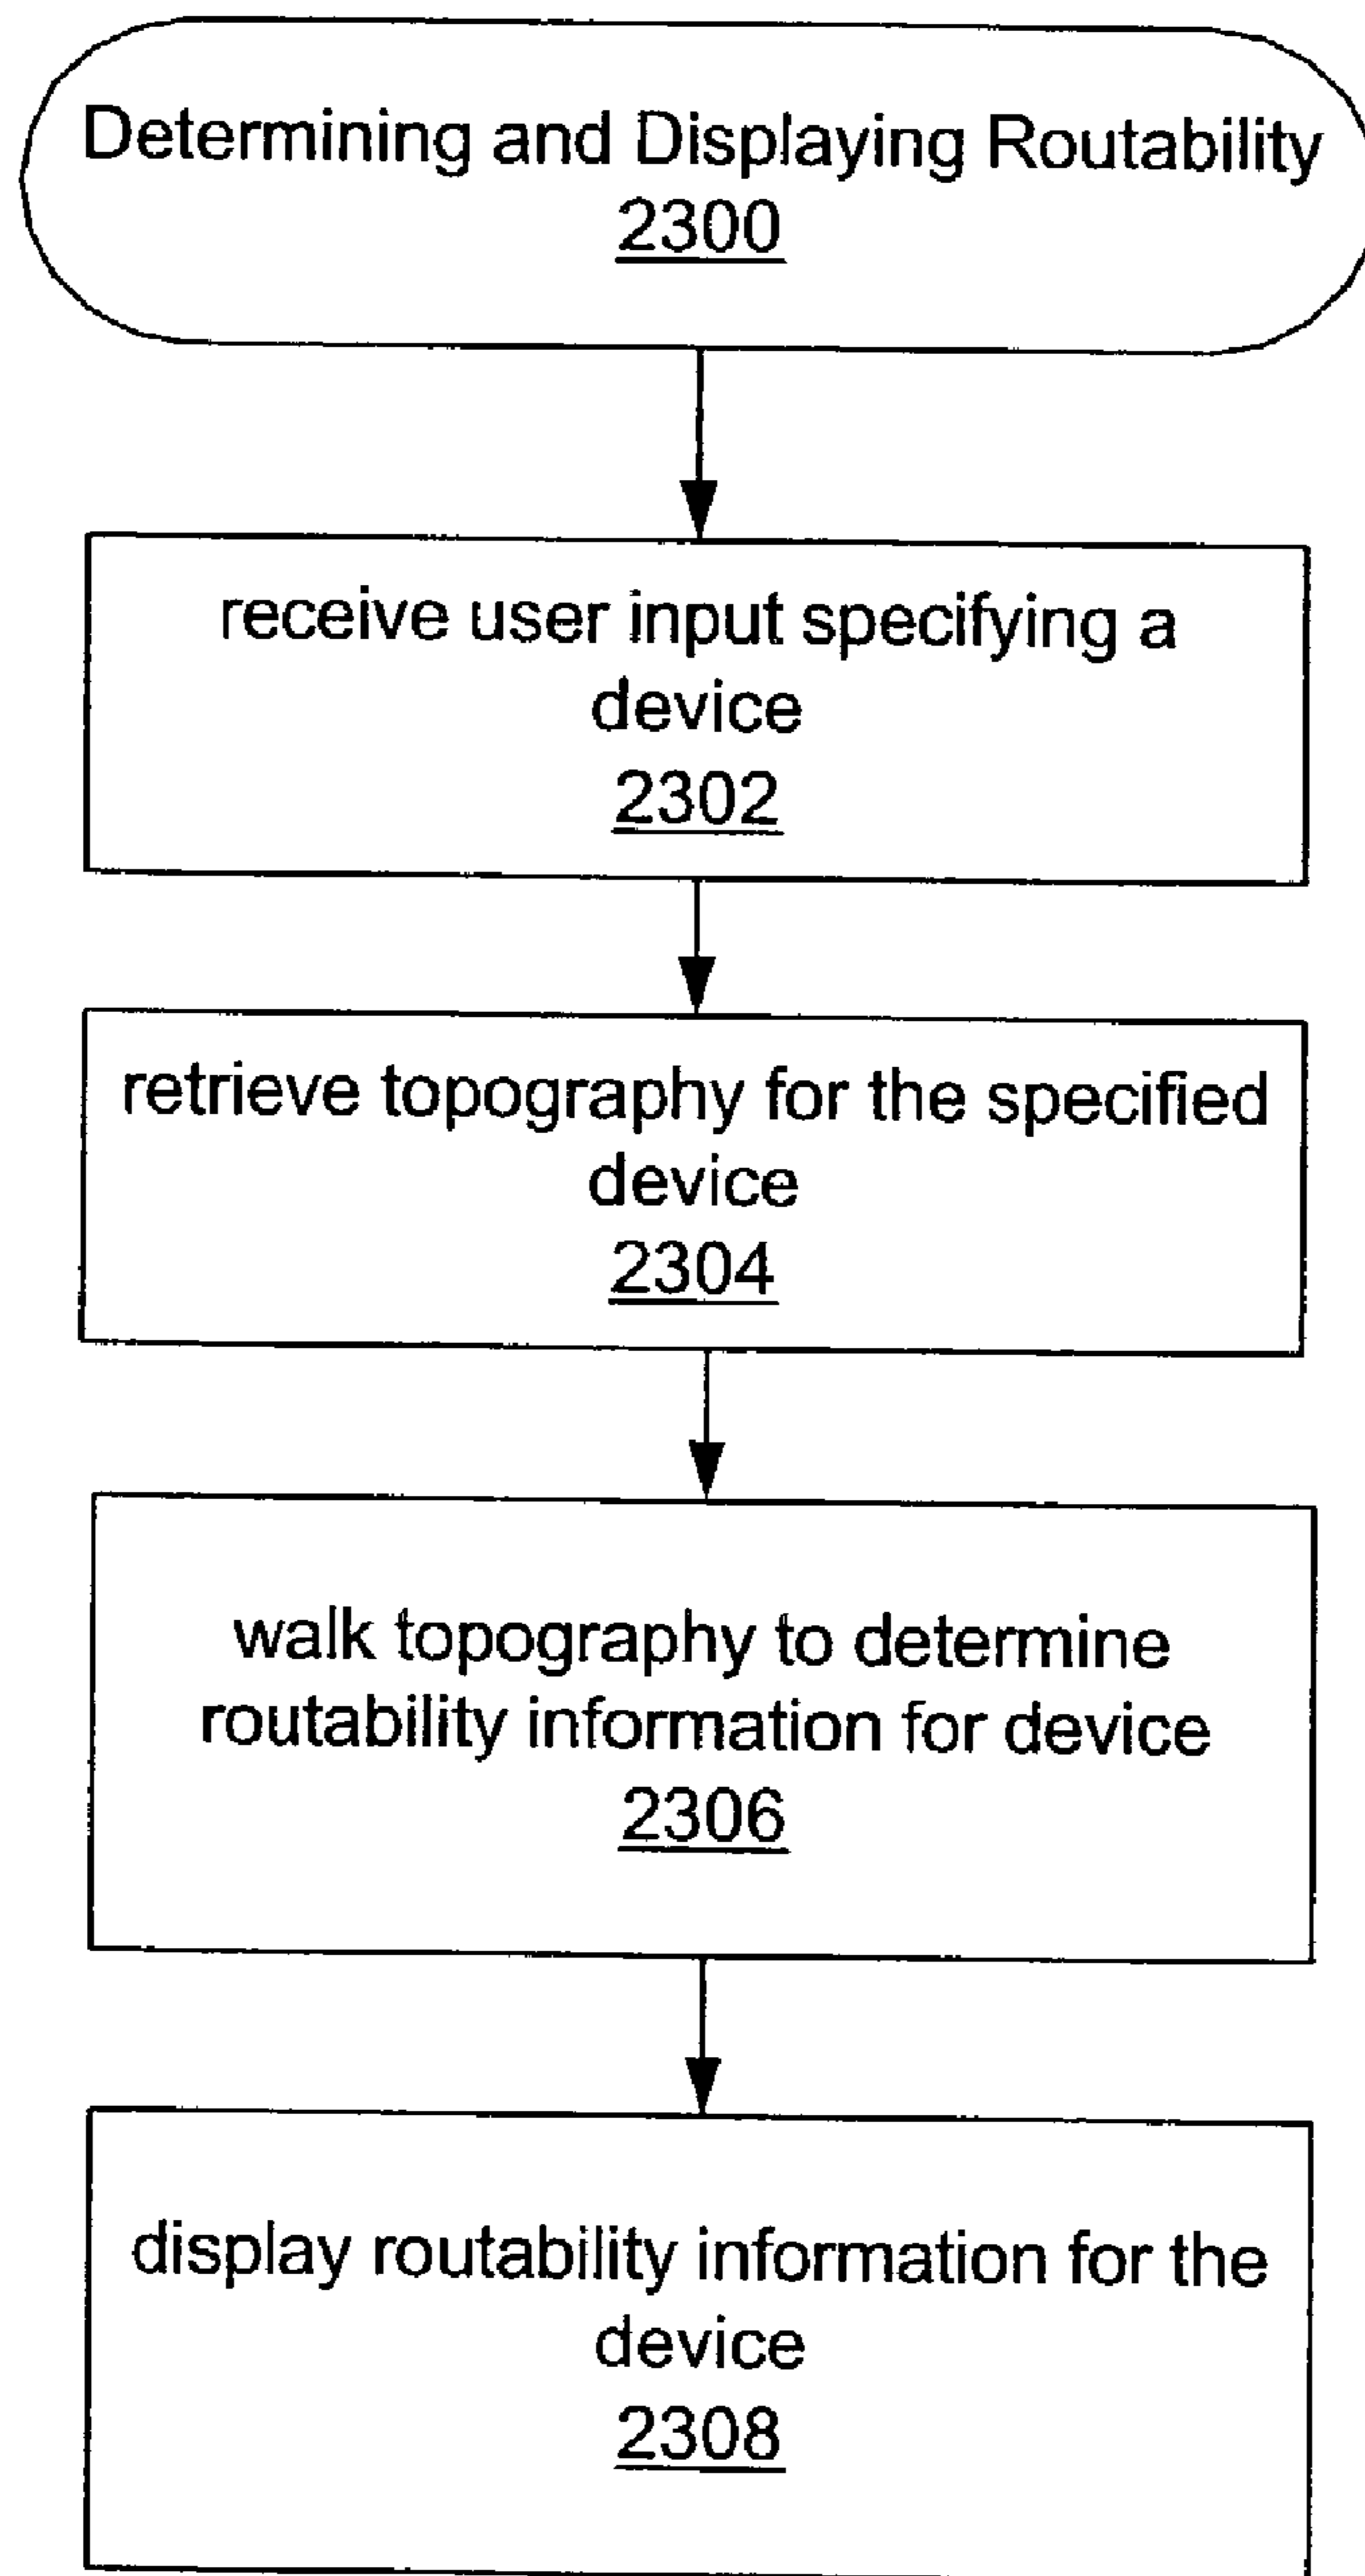 Determining and Displaying Routability
2300
receive user input specifying a
device
2302
retrieve topography for the specified
device
2304
walk topography to determine
routability information for device
2306
display routability information for the
device
2308